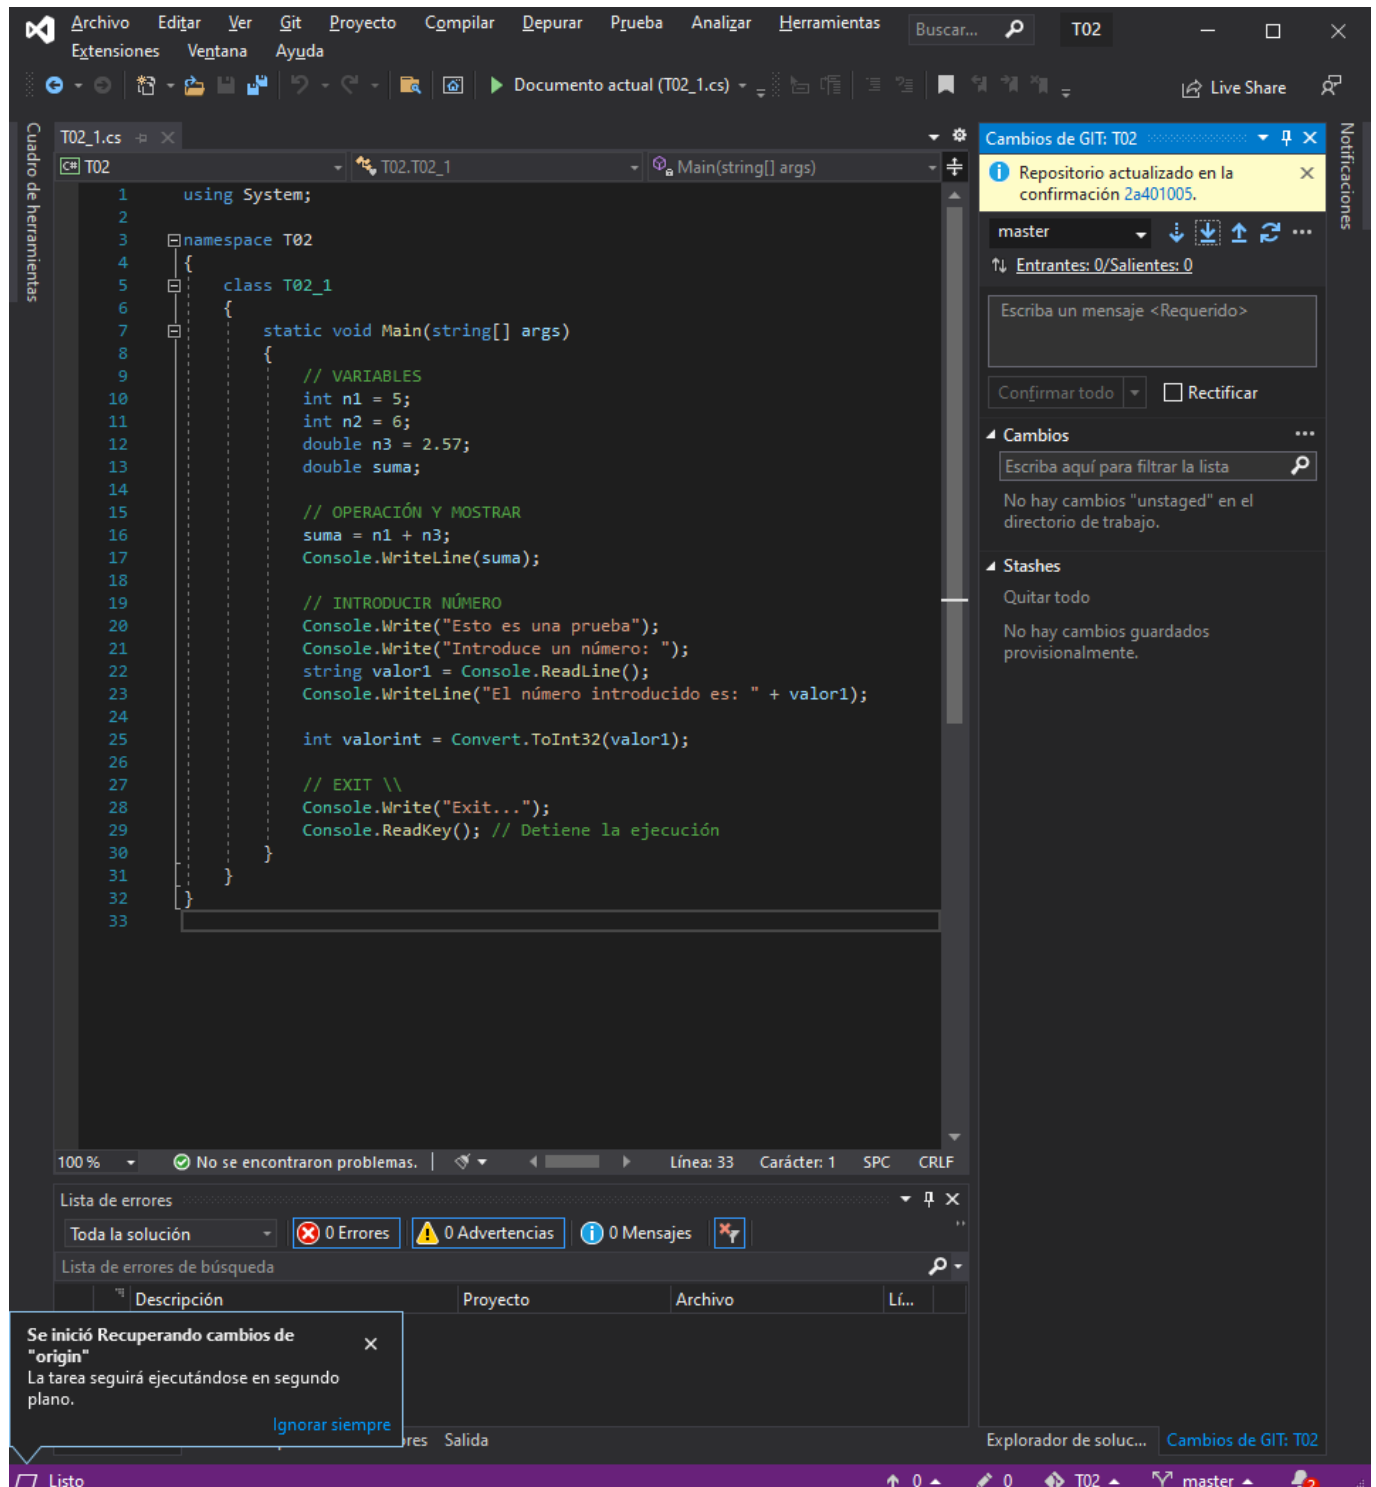 Archivo Editar Ver Git Proyecto Compilar Depurar Prueba Analizar Herramientas Buscar... T02
Extensiones Ventana Ayuda
Documento actual (T02_1.cs) Live Share
Cuadro de herramientas
T02_1.cs
T02 T02.T02_1 Main(string[] args)
1 using System;
2
3 namespace T02
4 {
5 class T02_1
6 {
7 static void Main(string[] args)
8 {
9 // VARIABLES
10 int n1 = 5;
11 int n2 = 6;
12 double n3 = 2.57;
13 double suma;
14
15 // OPERACIÓN Y MOSTRAR
16 suma = n1 + n3;
17 Console.WriteLine(suma);
18
19 // INTRODUCIR NÚMERO
20 Console.Write("Esto es una prueba");
21 Console.Write("Introduce un número: ");
22 string valor1 = Console.ReadLine();
23 Console.WriteLine("El número introducido es: " + valor1);
24
25 int valorint = Convert.ToInt32(valor1);
26
27 // EXIT \\
28 Console.Write("Exit...");
29 Console.ReadKey(); // Detiene la ejecución
30 }
31 }
32 }
33
100 % No se encontraron problemas. Línea: 33 Carácter: 1 SPC CRLF
Cambios de GIT: T02
Repositorio actualizado en la
confirmación 2a401005.
master
Entrantes: 0/Salientes: 0
Escriba un mensaje <Requerido>
Confirmar todo Rectificar
Cambios
Escriba aquí para filtrar la lista
No hay cambios "unstaged" en el
directorio de trabajo.
Stashes
Quitar todo
No hay cambios guardados
provisionalmente.
Notificaciones
Lista de errores
Toda la solución 0 Errores 0 Advertencias 0 Mensajes
Lista de errores de búsqueda
Descripción Proyecto Archivo Lí...
Se inició Recuperando cambios de
"origin"
La tarea seguirá ejecutándose en segundo
plano.
Ignorar siempre
res Salida
Explorador de soluc... Cambios de GIT: T02
Listo 0 0 T02 master 2